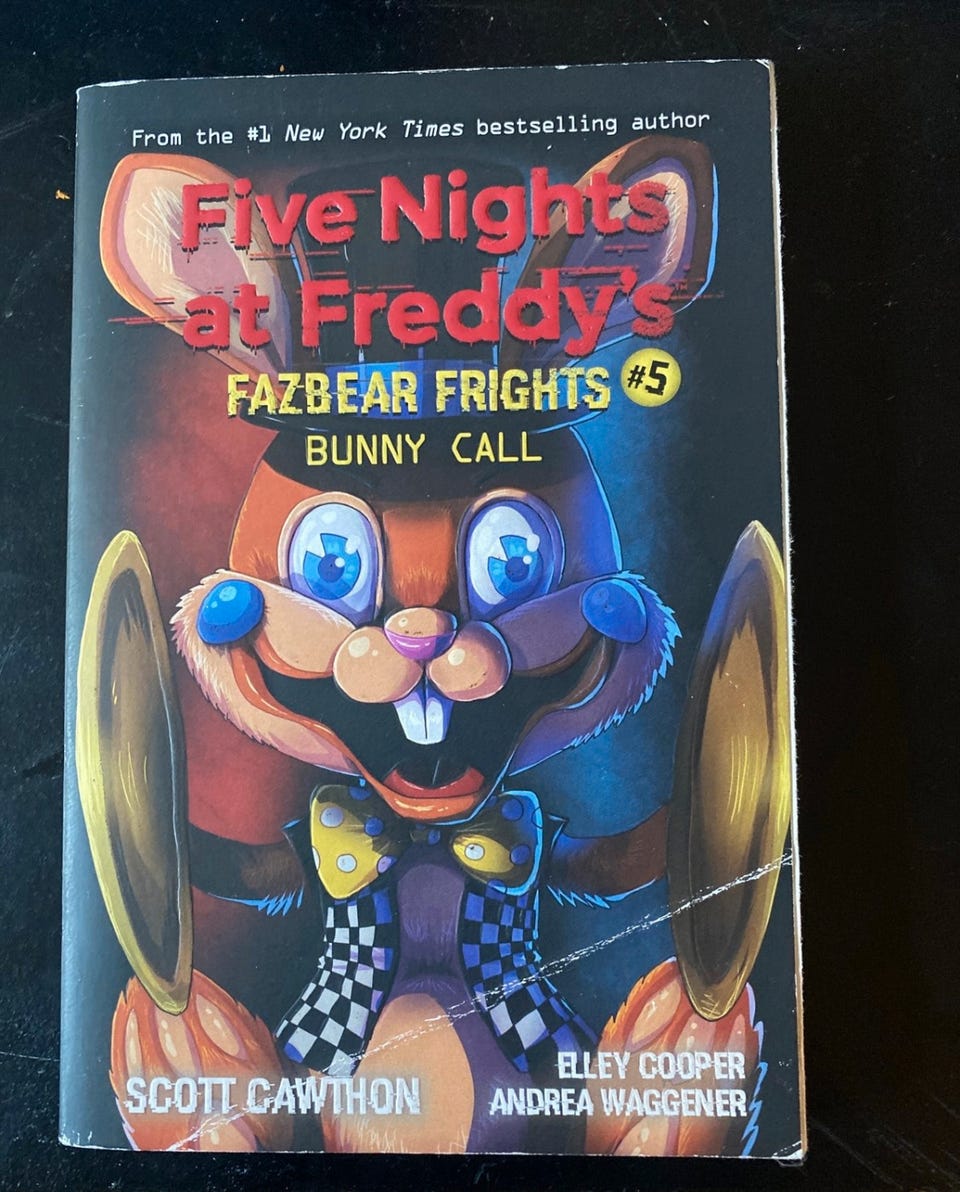 From the #1 New York Times bestselling author
Five Nights
at Freddy's
FAZBEAR FRIGHTS #5
BUNNY CALL
SCOTT CAWTHON
ELLEY COOPER
ANDREA WAGGENER